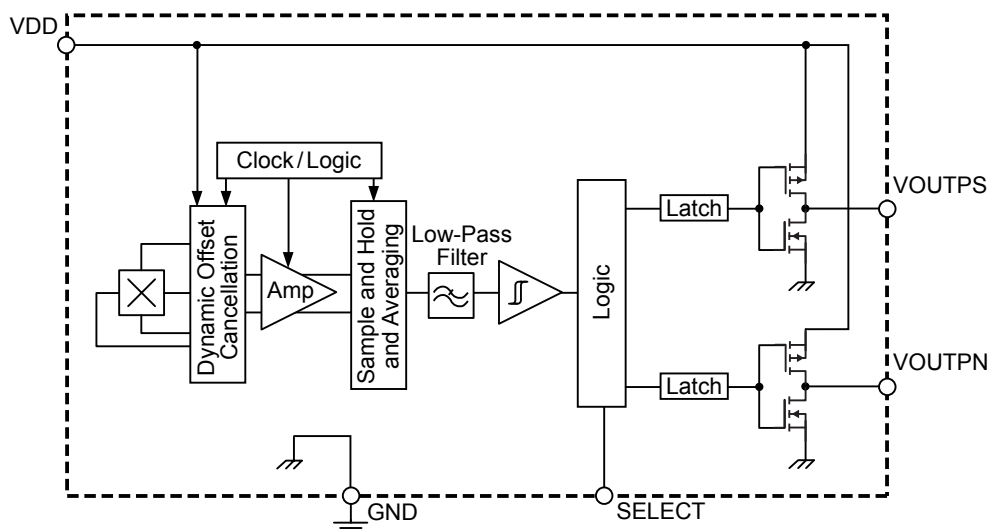 VDD
Clock/Logic
Dynamic Offset
Cancellation
Amp
Sample and Hold
and Averaging
Low-Pass
Filter
Logic
Latch
VOUTPS
Latch
VOUTPN
GND
SELECT